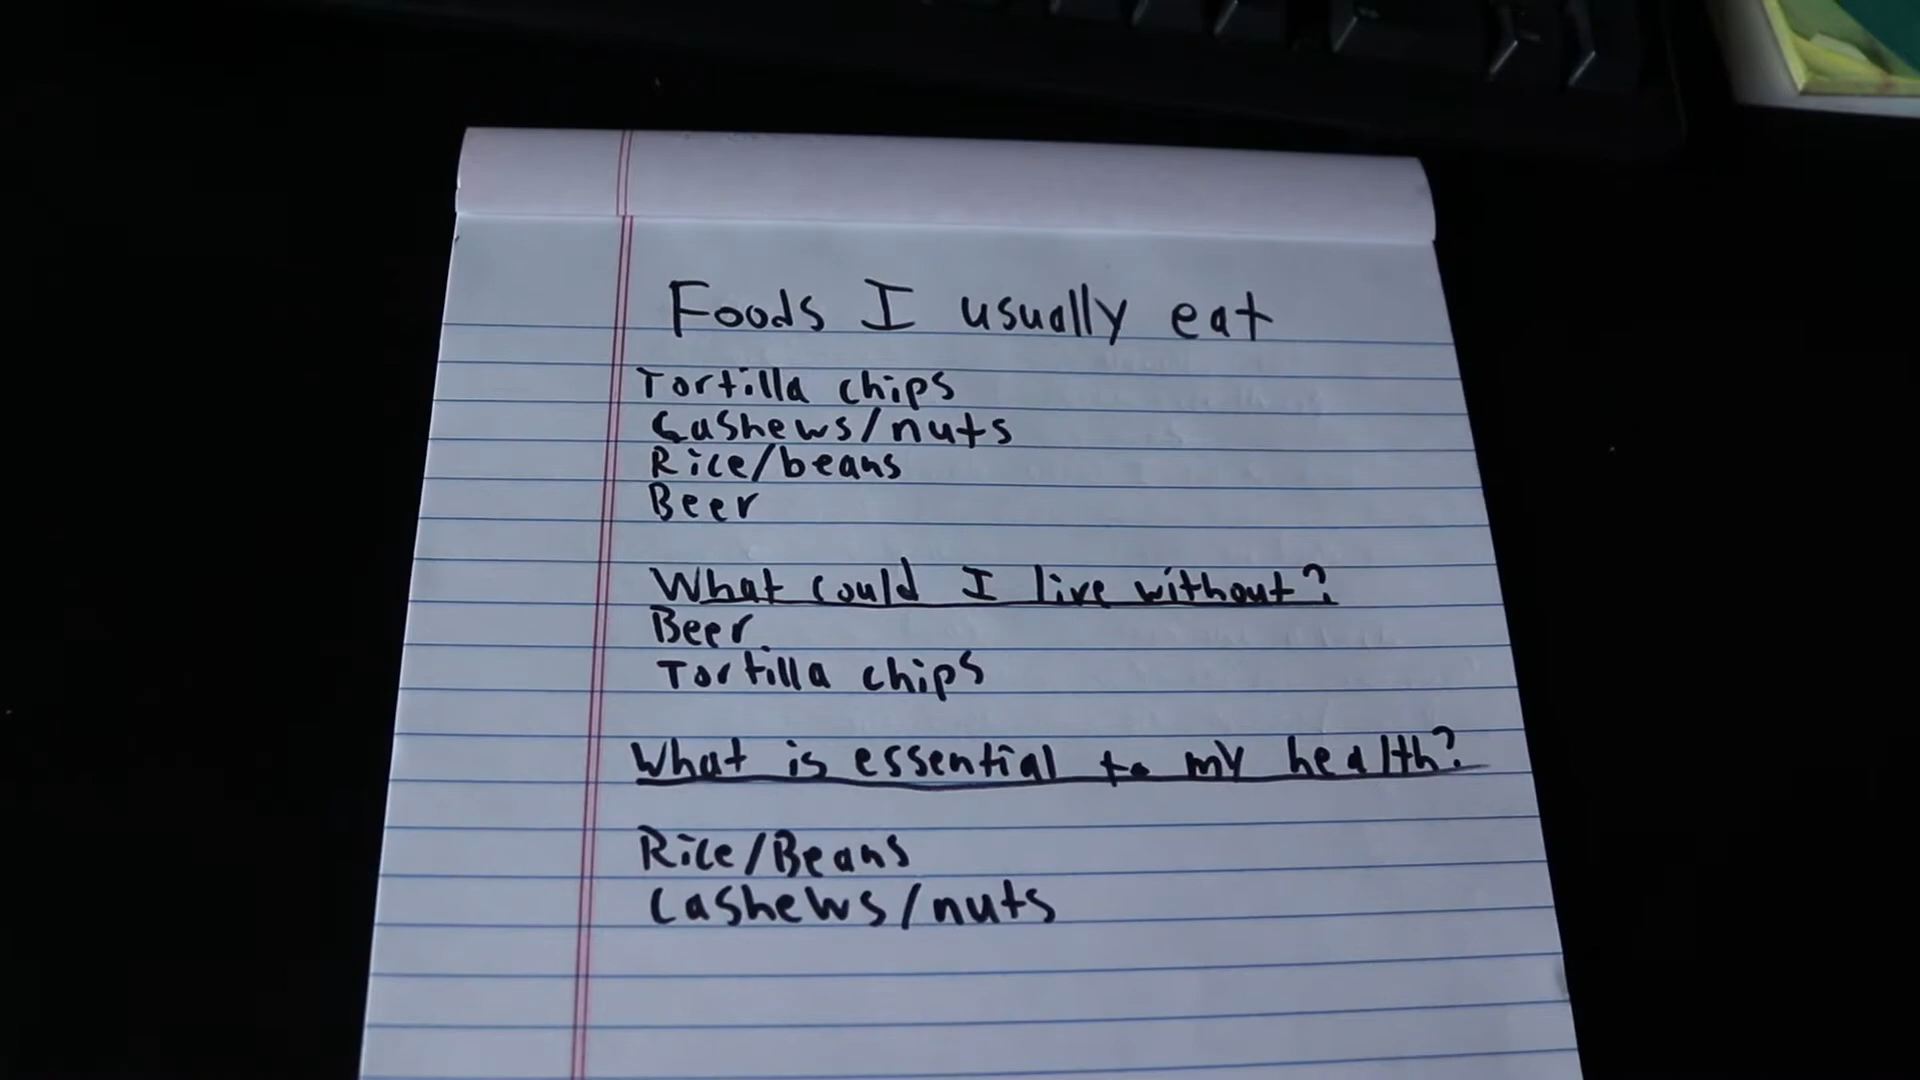 Foods I usually eat
Tortilla chips
Cashews/nuts
Rice/beans
Beer
What could I live without?
Beer
Tortilla chips
What is essential to my health?
Rice/Beans
Cashews/nuts